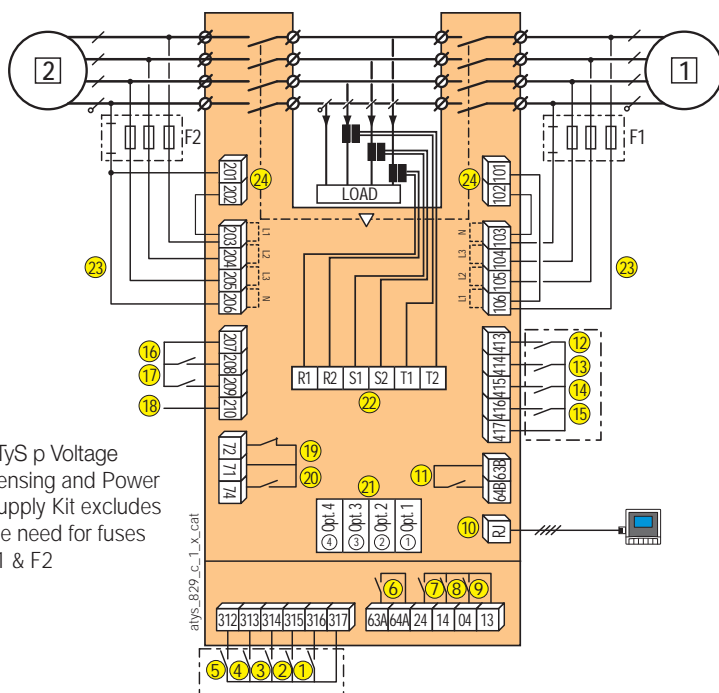 2
1
F2
F1
LOAD
201
202
24
24
101
102
203
204
205
206
L1
L2
L3
N
N
L3
L2
L1
103
104
105
106
23
23
207
208
209
210
16
17
18
R1 R2 S1 S2 T1 T2
22
413
414
415
416
417
12
13
14
15
TyS p Voltage
ensing and Power
upply Kit excludes
e need for fuses
1 & F2
72
71
74
19
20
21
Opt. 4 Opt. 3 Opt. 2 Opt. 1
4 3 2 1
11
63B
64B
10
RJ
atys_829_c_1_x_cat
6 7 8 9
312 313 314 315 316 317
63A 64A 24 14 04 13
5 4 3 2 1